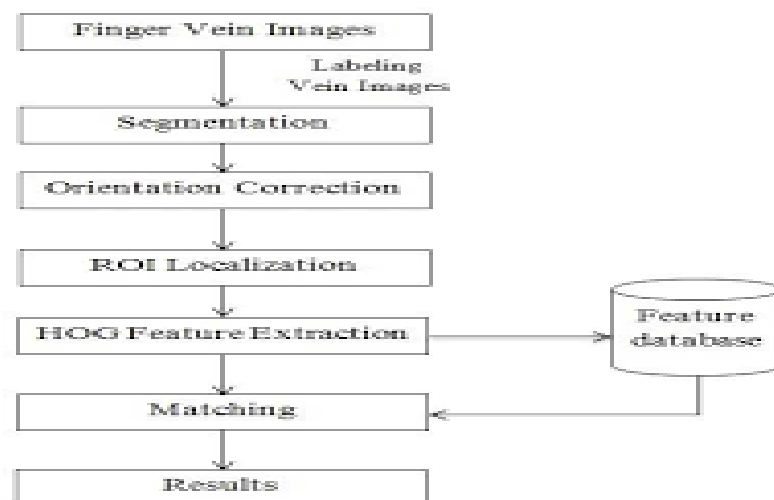 Finger Vein Images
Labeling
Vein Images
Segmentation
Orientation Correction
ROI Localization
HOG Feature Extraction
Feature
database
Matching
Results